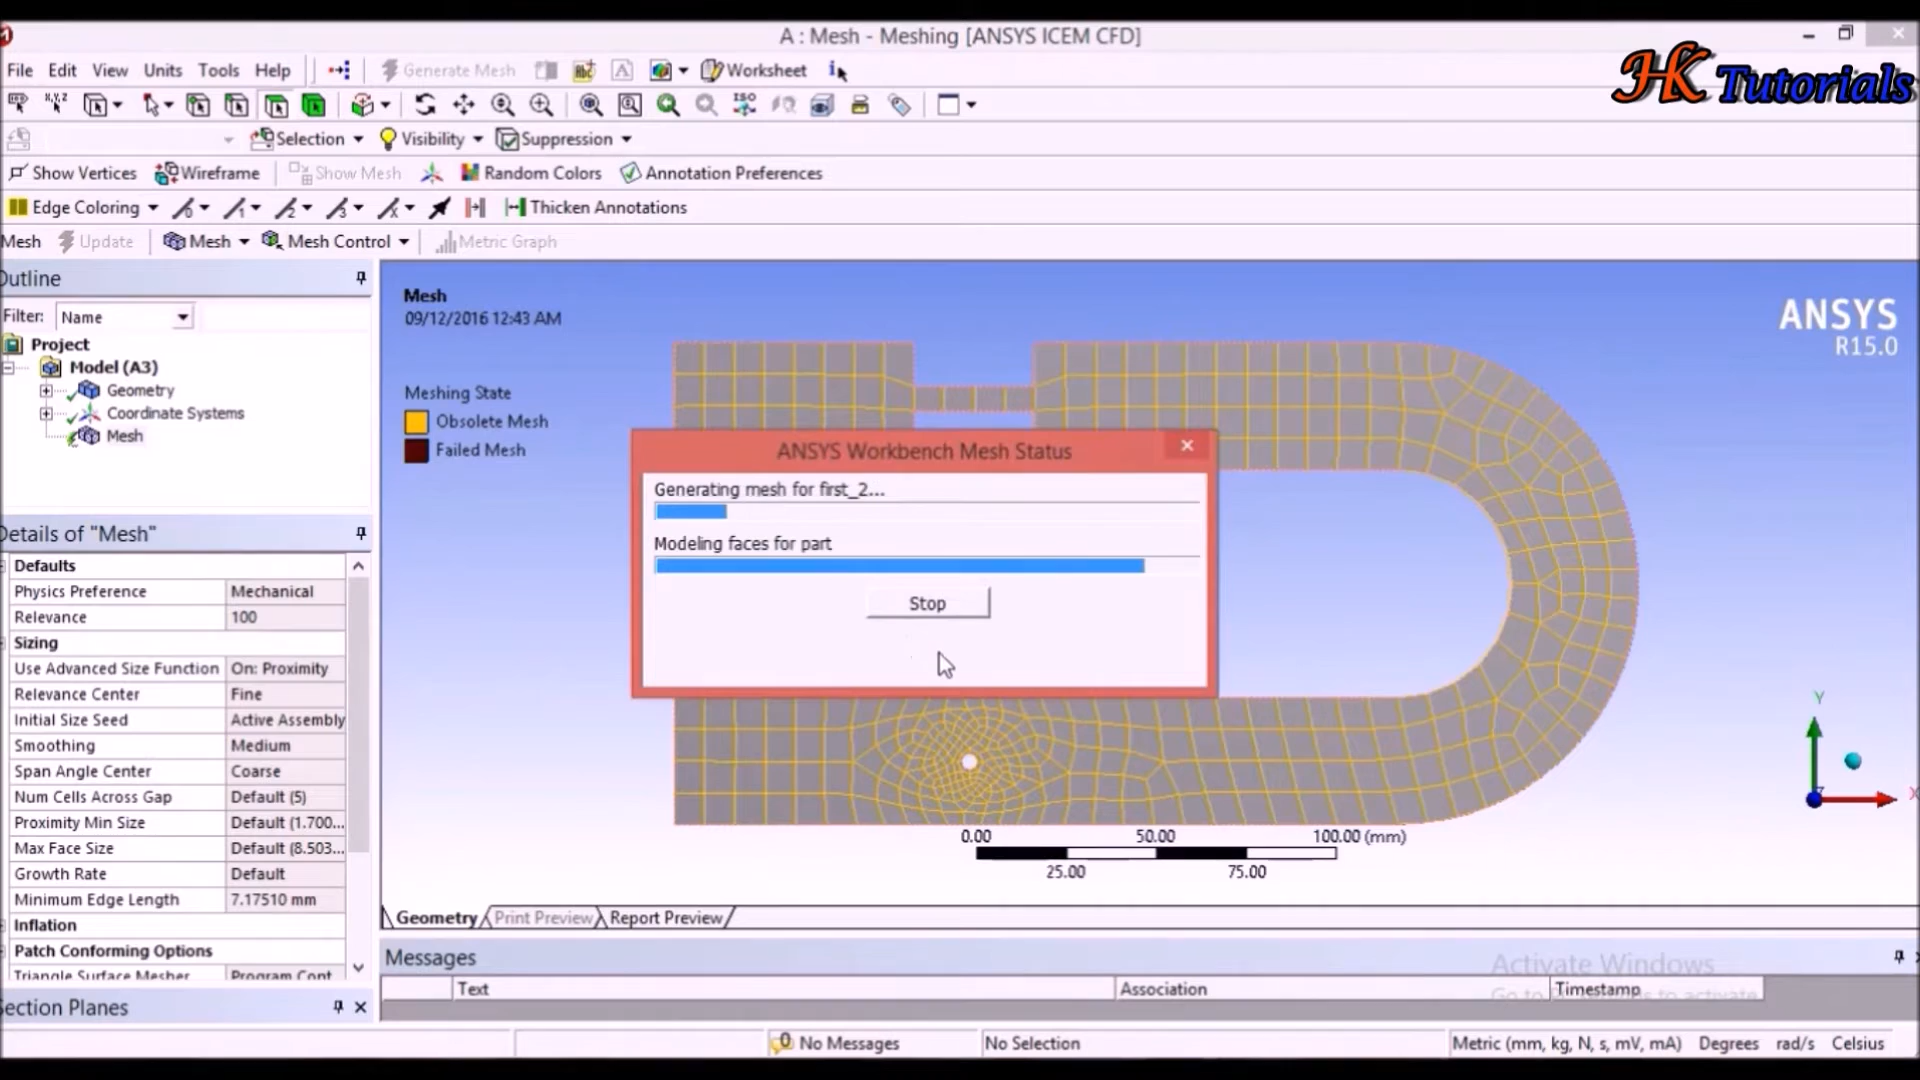 A : Mesh - Meshing [ANSYS ICEM CFD]
HK Tutorials
File Edit View Units Tools Help Generate Mesh Worksheet
Selection Visibility Suppression
Show Vertices Wireframe Show Mesh Random Colors Annotation Preferences
Edge Coloring Thicken Annotations
Mesh Update Mesh Mesh Control Metric Graph
Outline
Filter: Name
Project
Model (A3)
Geometry
Coordinate Systems
Mesh
Details of "Mesh"
Defaults
Physics Preference Mechanical
Relevance 100
Sizing
Use Advanced Size Function On: Proximity
Relevance Center Fine
Initial Size Seed Active Assembly
Smoothing Medium
Span Angle Center Coarse
Num Cells Across Gap Default (5)
Proximity Min Size Default (1.700...
Max Face Size Default (8.503...
Growth Rate Default
Minimum Edge Length 7.17510 mm
Inflation
Patch Conforming Options
Triangle Surface Mesher Program Cont
Section Planes
Mesh
09/12/2016 12:43 AM
Meshing State
Obsolete Mesh
Failed Mesh
ANSYS
R15.0
ANSYS Workbench Mesh Status
Generating mesh for first_2...
Modeling faces for part
Stop
Y
X
0.00 50.00 100.00 (mm)
25.00 75.00
Geometry Print Preview Report Preview
Messages
Activate Windows
Text Association Timestamp
No Messages No Selection Metric (mm, kg, N, s, mV, mA) Degrees rad/s Celsius